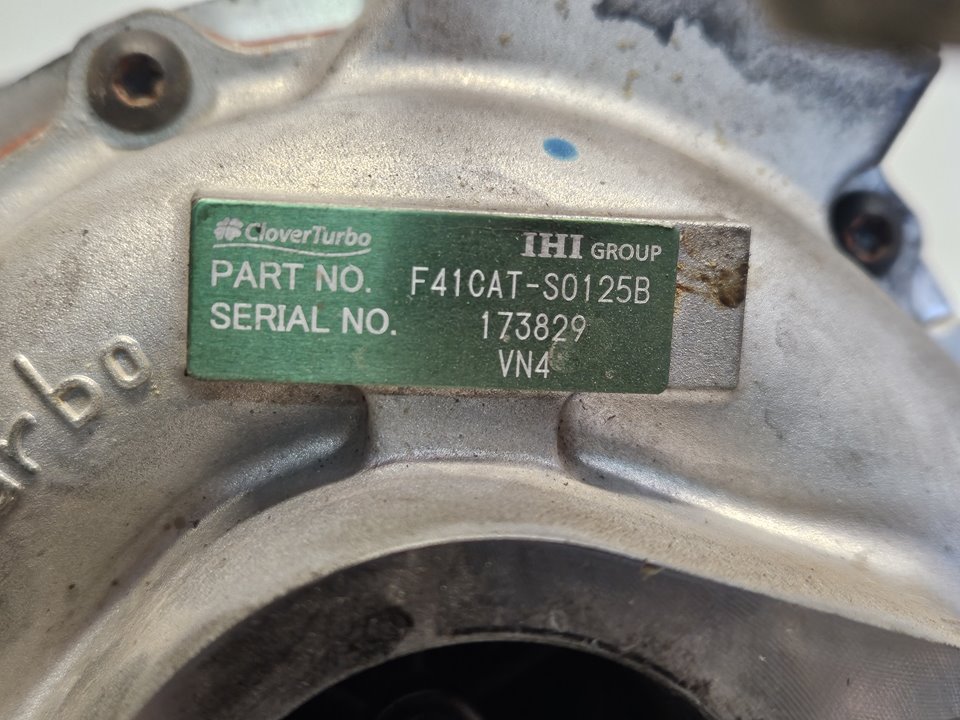 CloverTurbo IHI GROUP
PART NO. F41CAT-S0125B
SERIAL NO. 173829
VN4
rbo